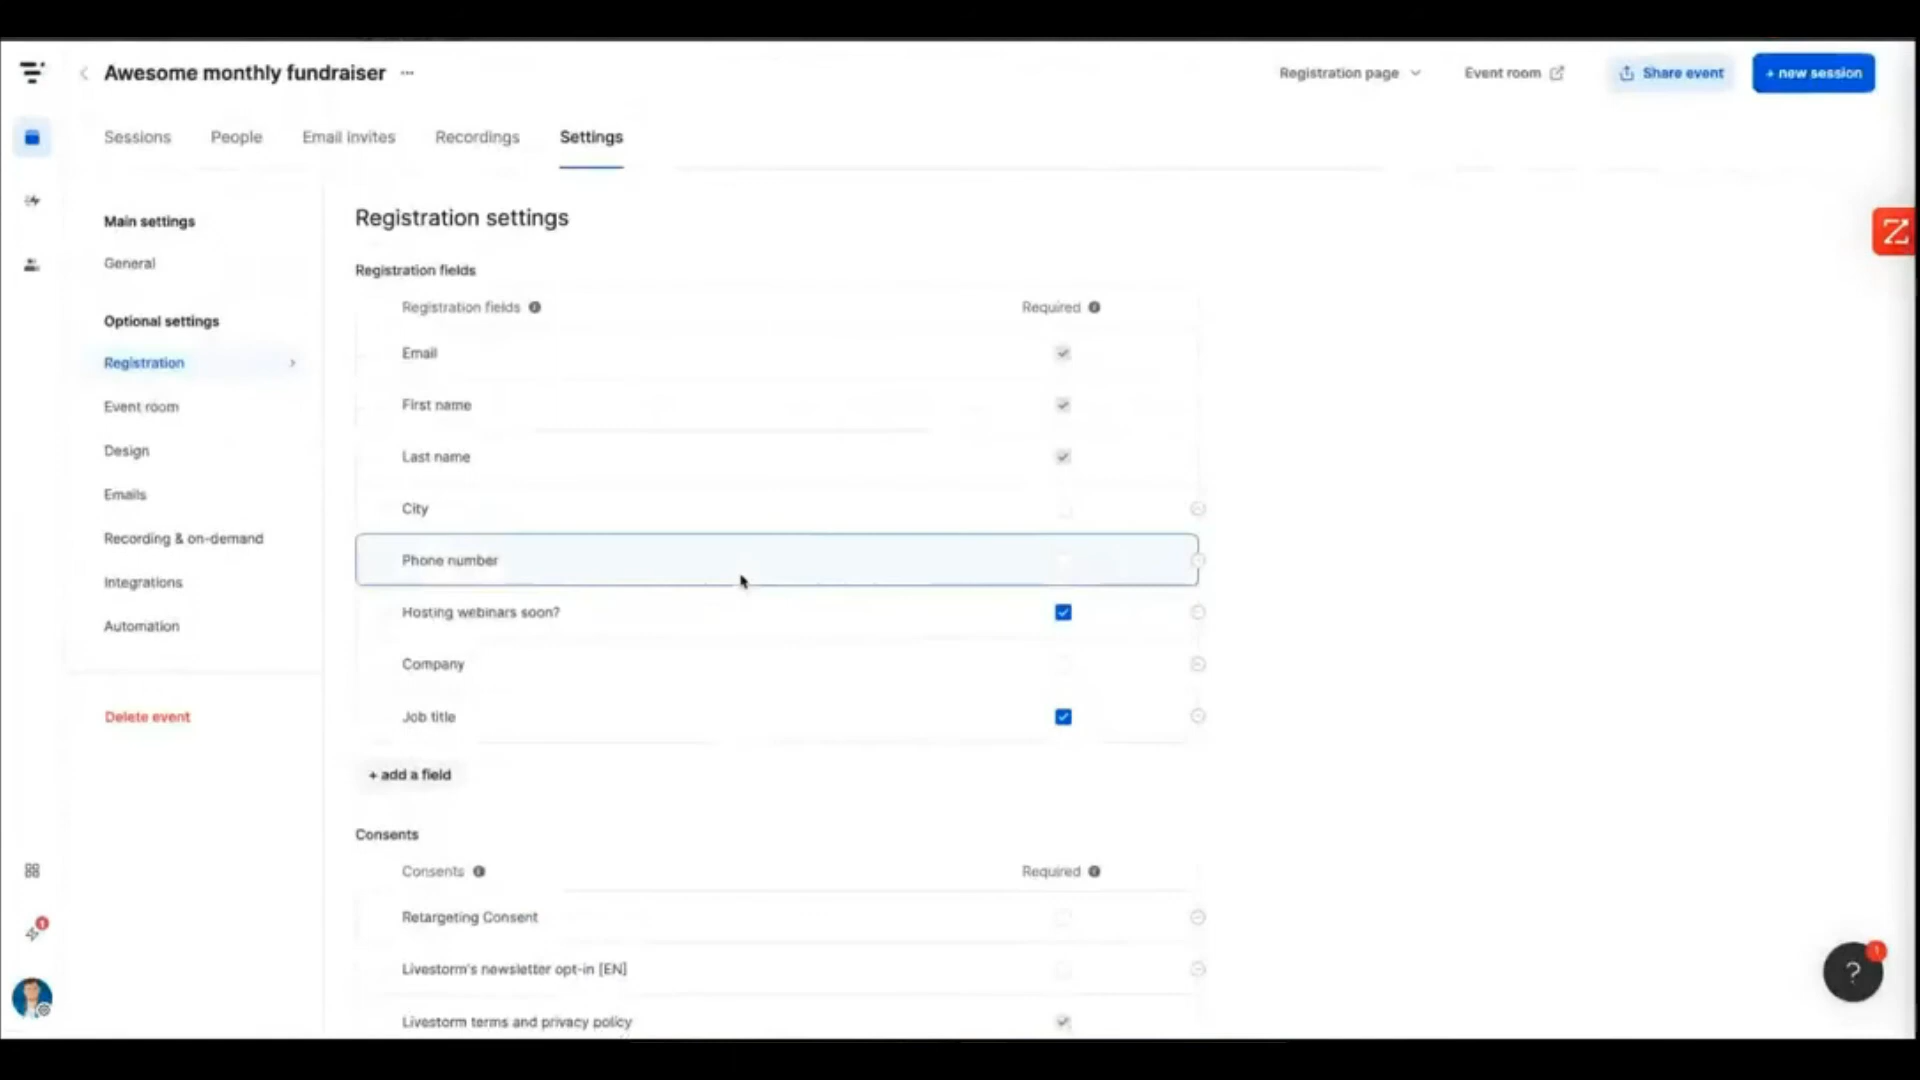 Awesome monthly fundraiser ...
Registration page
Event room
Share event
+ new session
Sessions
People
Email invites
Recordings
Settings
Main settings
General
Optional settings
Registration
Event room
Design
Emails
Recording & on-demand
Integrations
Automation
Delete event
Registration settings
Registration fields
Registration fields
Required
Email
First name
Last name
City
Phone number
Hosting webinars soon?
Company
Job title
+ add a field
Consents
Consents
Required
Retargeting Consent
Livestorm's newsletter opt-in [EN]
Livestorm terms and privacy policy
1
?
1